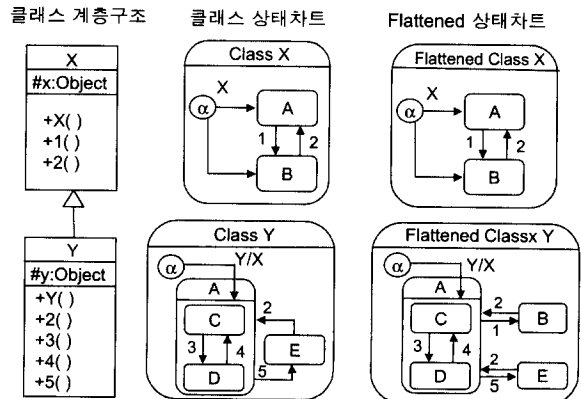 클래스 계층구조
클래스 상태차트
Flattened 상태차트
X
#x:Object
+X( )
+1( )
+2( )
Class X
α
X
A
1
2
B
Flattened Class X
α
X
A
1
2
B
Y
#y:Object
+Y( )
+2( )
+3( )
+4( )
+5( )
Class Y
α
Y/X
A
C
3
4
D
2
E
5
Flattened Classx Y
α
Y/X
A
C
3
4
D
2
1
B
2
5
E